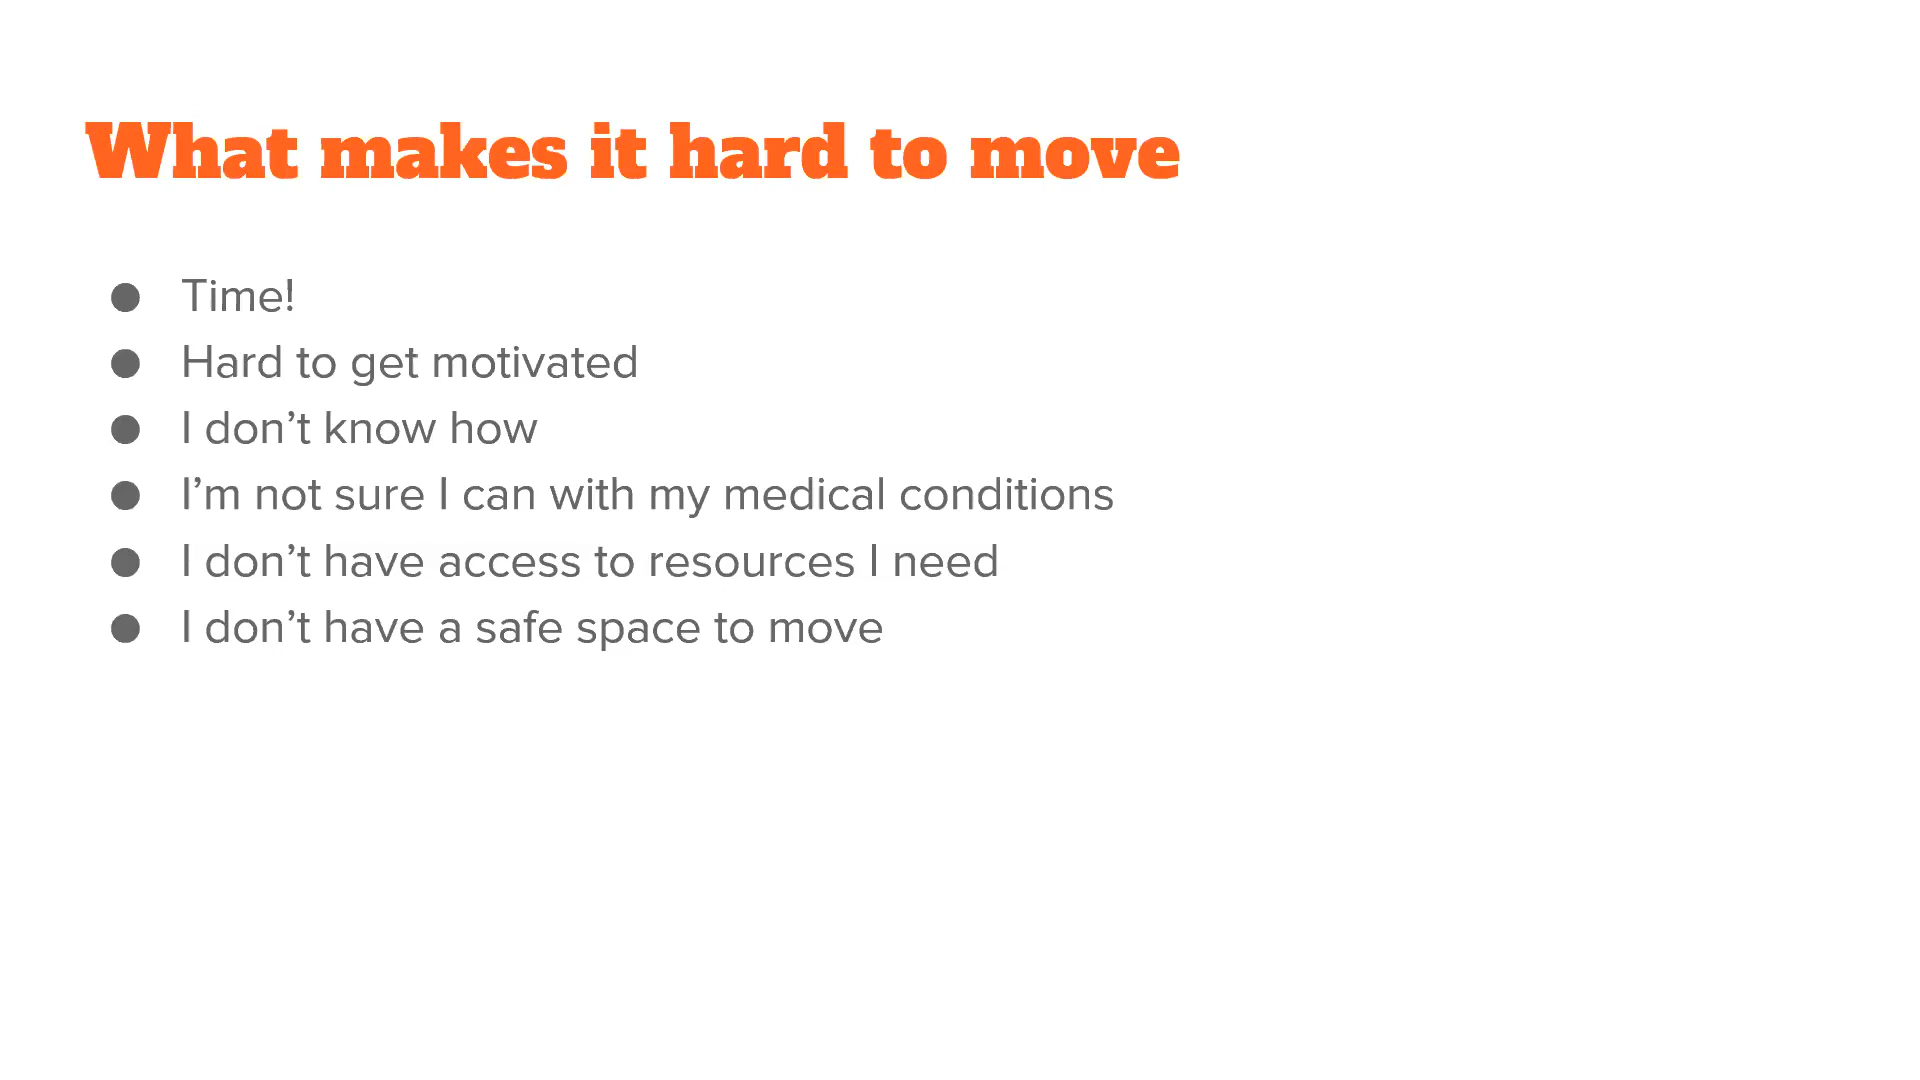 What makes it hard to move
● Time!
● Hard to get motivated
● I don’t know how
● I’m not sure I can with my medical conditions
● I don’t have access to resources I need
● I don’t have a safe space to move